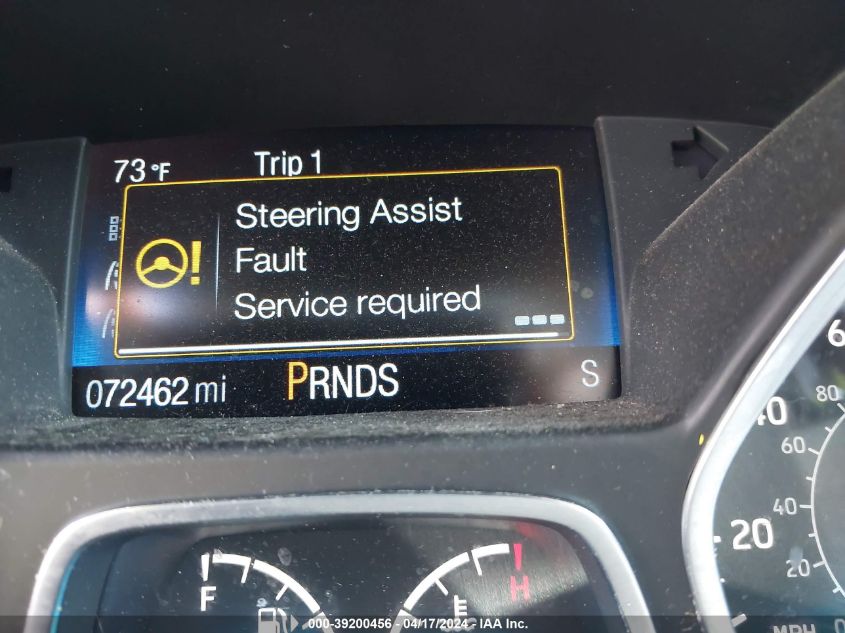 73°F Trip 1
Steering Assist
Fault
Service required
072462 mi PRNDS S
60
40 80
20 40
20
F H
E
MPH 0
000-39200456 - 04/17/2024 - IAA Inc.